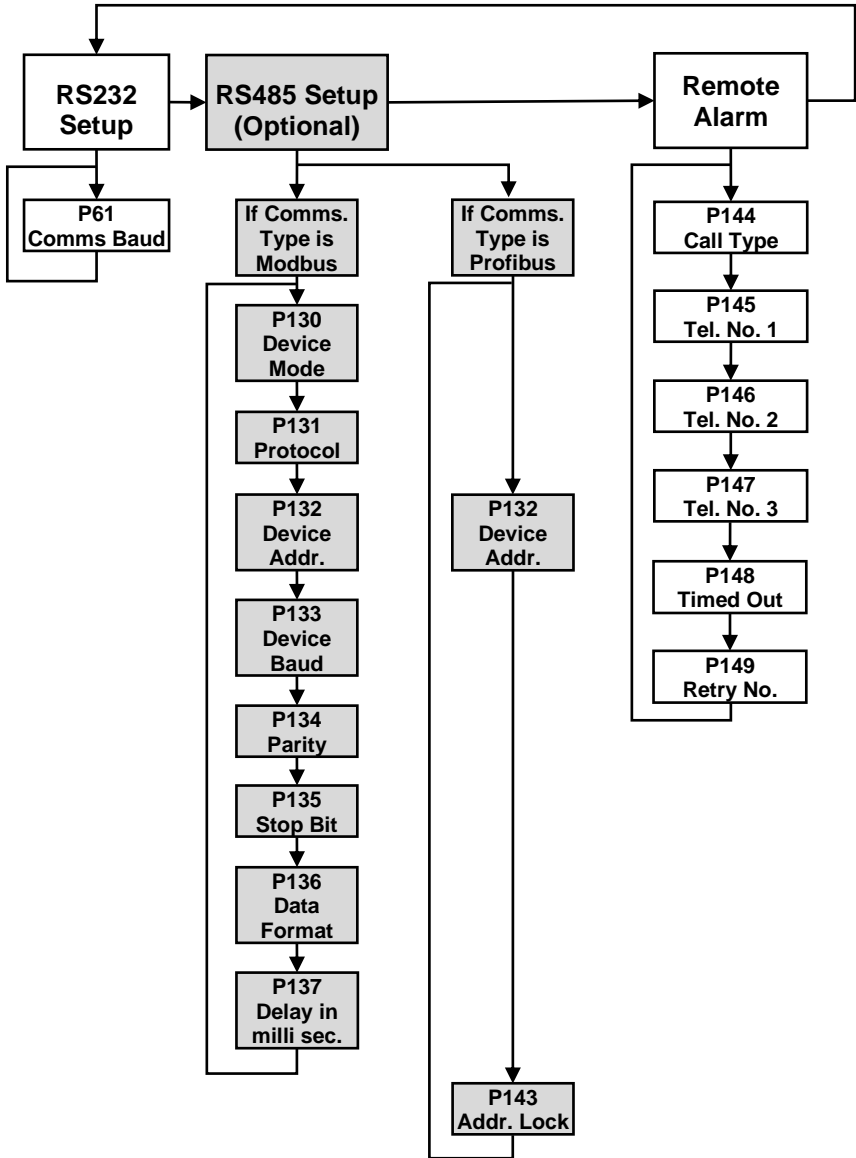 RS232
Setup
RS485 Setup
(Optional)
Remote
Alarm
P61
Comms Baud
If Comms.
Type is
Modbus
P130
Device
Mode
P131
Protocol
P132
Device
Addr.
P133
Device
Baud
P134
Parity
P135
Stop Bit
P136
Data
Format
P137
Delay in
milli sec.
If Comms.
Type is
Profibus
P132
Device
Addr.
P143
Addr. Lock
P144
Call Type
P145
Tel. No. 1
P146
Tel. No. 2
P147
Tel. No. 3
P148
Timed Out
P149
Retry No.